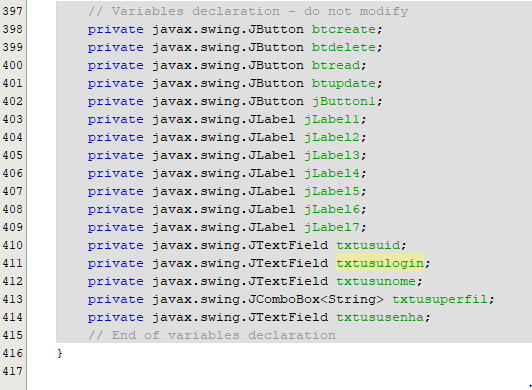 397 // Variables declaration - do not modify
398 private javax.swing.JButton btcreate;
399 private javax.swing.JButton btdelete;
400 private javax.swing.JButton btread;
401 private javax.swing.JButton btupdate;
402 private javax.swing.JButton jButton1;
403 private javax.swing.JLabel jLabel1;
404 private javax.swing.JLabel jLabel2;
405 private javax.swing.JLabel jLabel3;
406 private javax.swing.JLabel jLabel4;
407 private javax.swing.JLabel jLabel5;
408 private javax.swing.JLabel jLabel6;
409 private javax.swing.JLabel jLabel7;
410 private javax.swing.JTextField txtusuid;
411 private javax.swing.JTextField txtusulogin;
412 private javax.swing.JTextField txtusunome;
413 private javax.swing.JComboBox<String> txtusuperfil;
414 private javax.swing.JTextField txtususenha;
415 // End of variables declaration
416 }
417